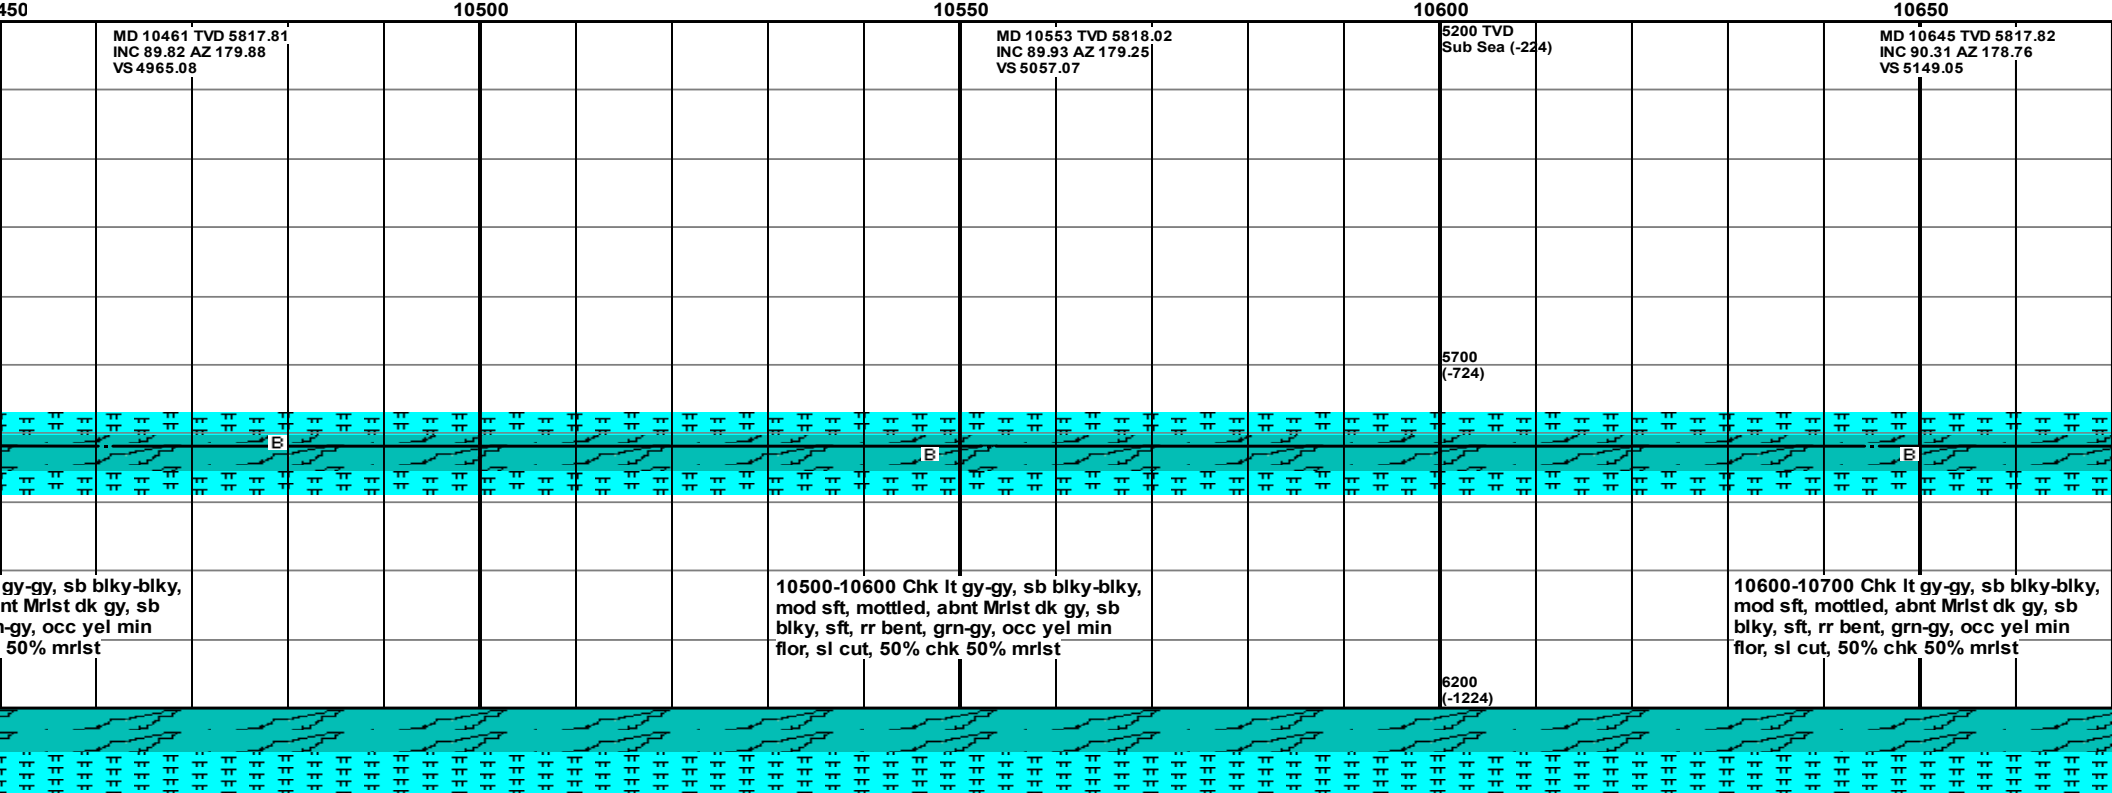 450 10500 10550 10600 10650
MD 10461 TVD 5817.81
INC 89.82 AZ 179.88
VS 4965.08
MD 10553 TVD 5818.02
INC 89.93 AZ 179.25
VS 5057.07
5200 TVD
Sub Sea (-224)
MD 10645 TVD 5817.82
INC 90.31 AZ 178.76
VS 5149.05
5700
(-724)
B
B
B
gy-gy, sb blky-blky,
nt Mrlst dk gy, sb
-gy, occ yel min
50% mrlst
10500-10600 Chk lt gy-gy, sb blky-blky,
mod sft, mottled, abnt Mrlst dk gy, sb
blky, sft, rr bent, grn-gy, occ yel min
flor, sl cut, 50% chk 50% mrlst
10600-10700 Chk lt gy-gy, sb blky-blky,
mod sft, mottled, abnt Mrlst dk gy, sb
blky, sft, rr bent, grn-gy, occ yel min
flor, sl cut, 50% chk 50% mrlst
6200
(-1224)